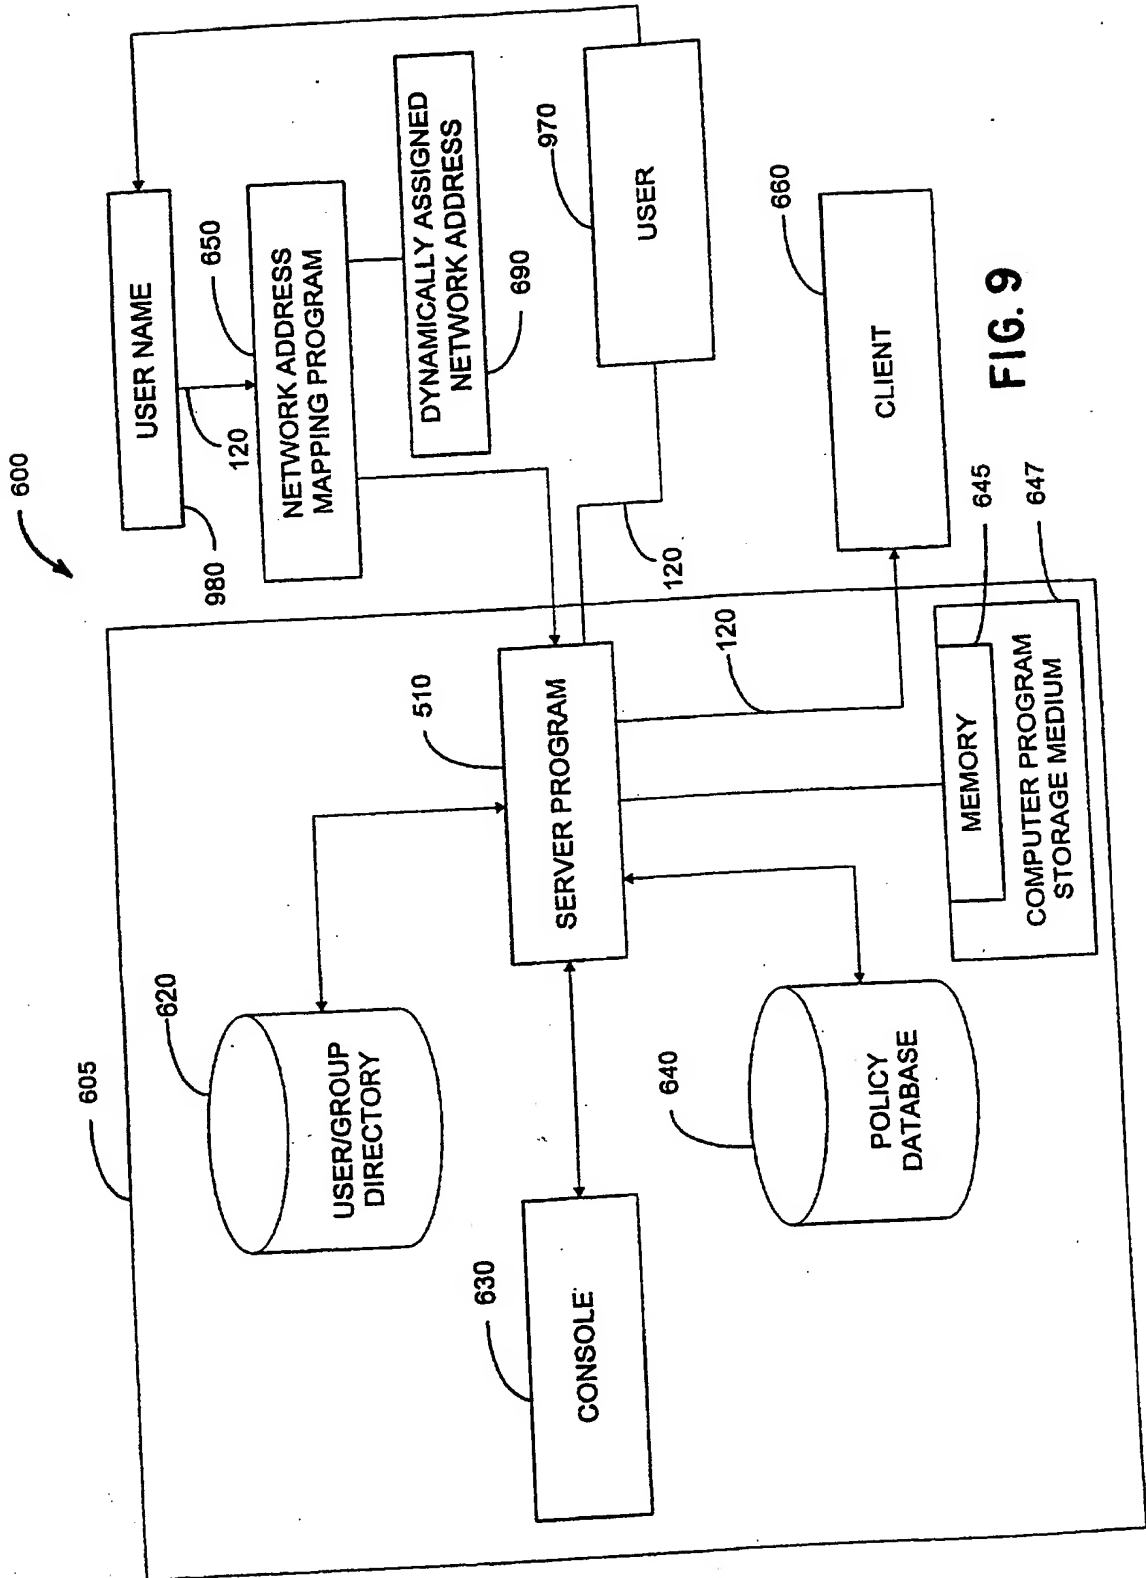 600
605
620
USER/GROUP
DIRECTORY
630
CONSOLE
640
POLICY
DATABASE
510
SERVER PROGRAM
120
MEMORY
645
COMPUTER PROGRAM
STORAGE MEDIUM
647
980
USER NAME
120
650
NETWORK ADDRESS
MAPPING PROGRAM
DYNAMICALLY ASSIGNED
NETWORK ADDRESS
690
970
USER
120
660
CLIENT
FIG. 9